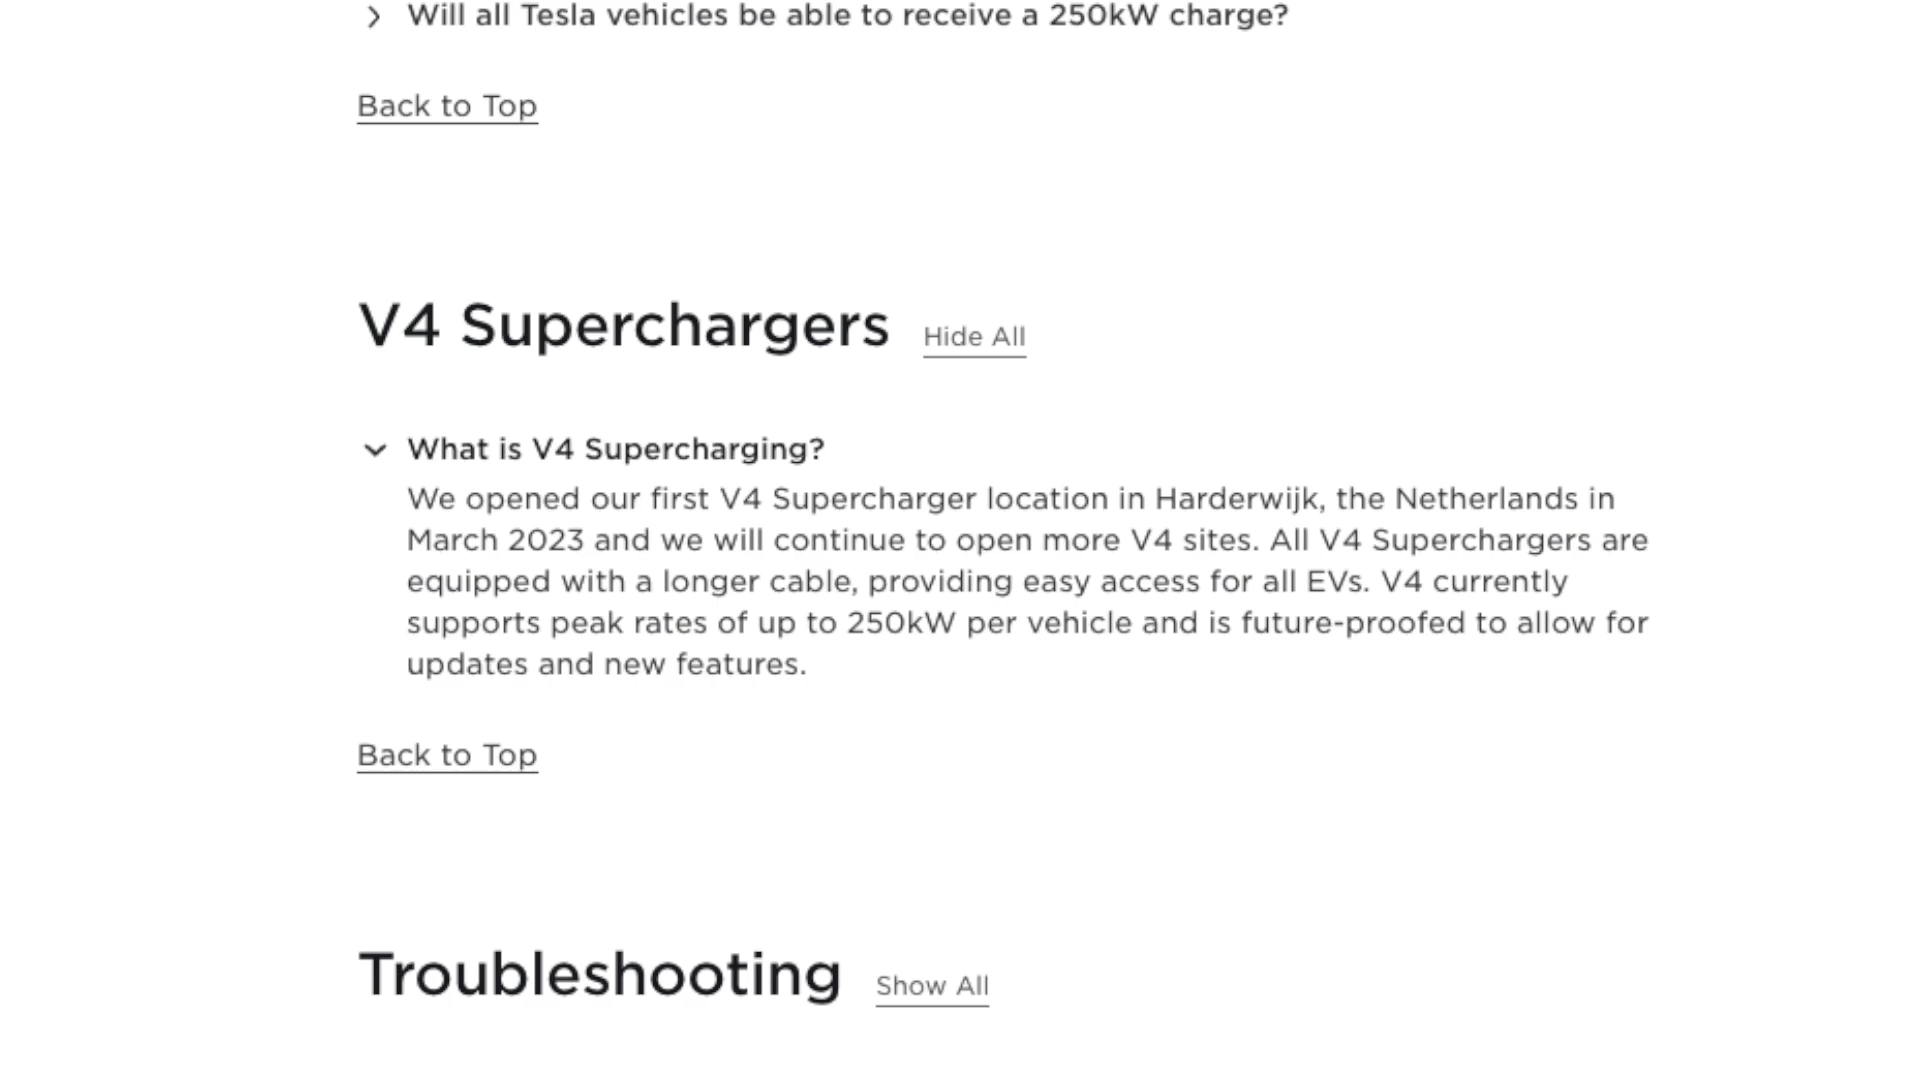 Will all Tesla vehicles be able to receive a 250kW charge?
Back to Top
V4 Superchargers Hide All
What is V4 Supercharging?
We opened our first V4 Supercharger location in Harderwijk, the Netherlands in
March 2023 and we will continue to open more V4 sites. All V4 Superchargers are
equipped with a longer cable, providing easy access for all EVs. V4 currently
supports peak rates of up to 250kW per vehicle and is future-proofed to allow for
updates and new features.
Back to Top
Troubleshooting Show All